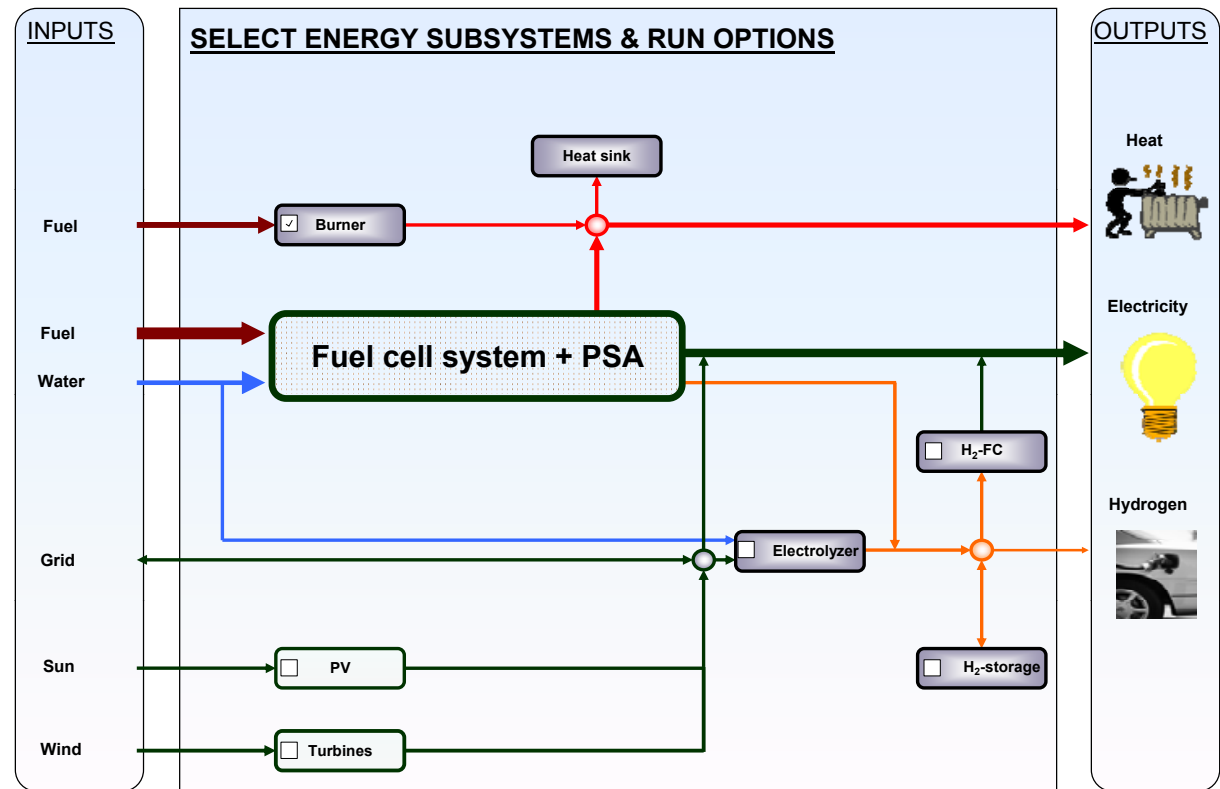 INPUTS
SELECT ENERGY SUBSYSTEMS & RUN OPTIONS
OUTPUTS
Heat
Heat sink
Fuel
Burner
Electricity
Fuel
Fuel cell system + PSA
Water
H₂-FC
Hydrogen
Electrolyzer
Grid
Sun
PV
H₂-storage
Wind
Turbines